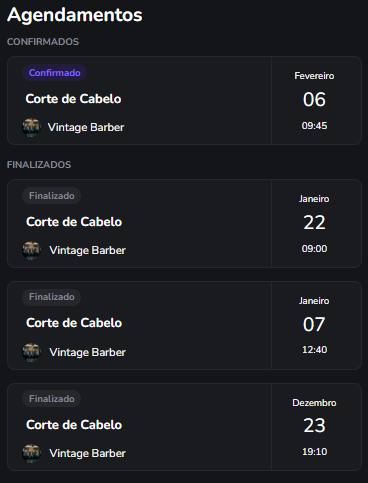 Agendamentos
CONFIRMADOS
Confirmado
Corte de Cabelo
Vintage Barber
Fevereiro
06
09:45
FINALIZADOS
Finalizado
Corte de Cabelo
Vintage Barber
Janeiro
22
09:00
Finalizado
Corte de Cabelo
Vintage Barber
Janeiro
07
12:40
Finalizado
Corte de Cabelo
Vintage Barber
Dezembro
23
19:10